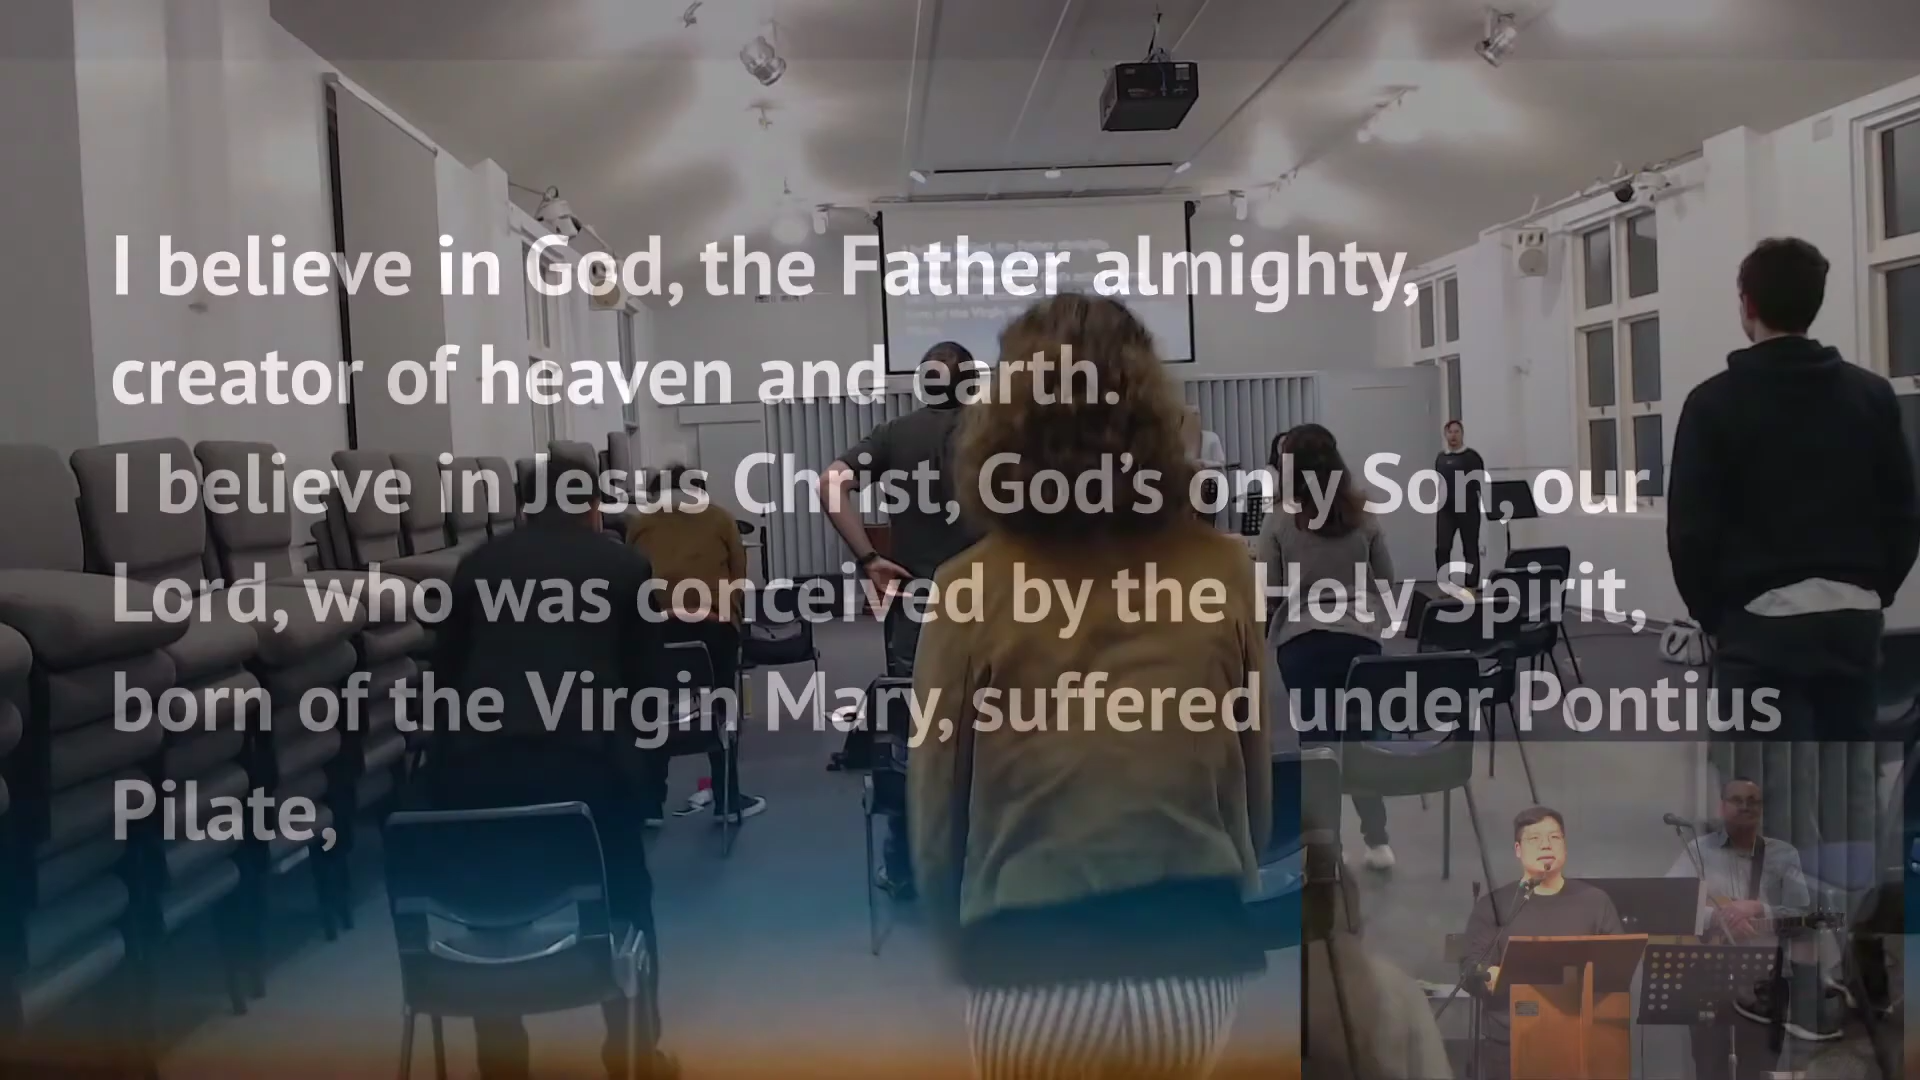 I believe in God, the Father almighty,
creator of heaven and earth.
I believe in Jesus Christ, God's only Son, our
Lord, who was conceived by the Holy Spirit,
born of the Virgin Mary, suffered under Pontius
Pilate,